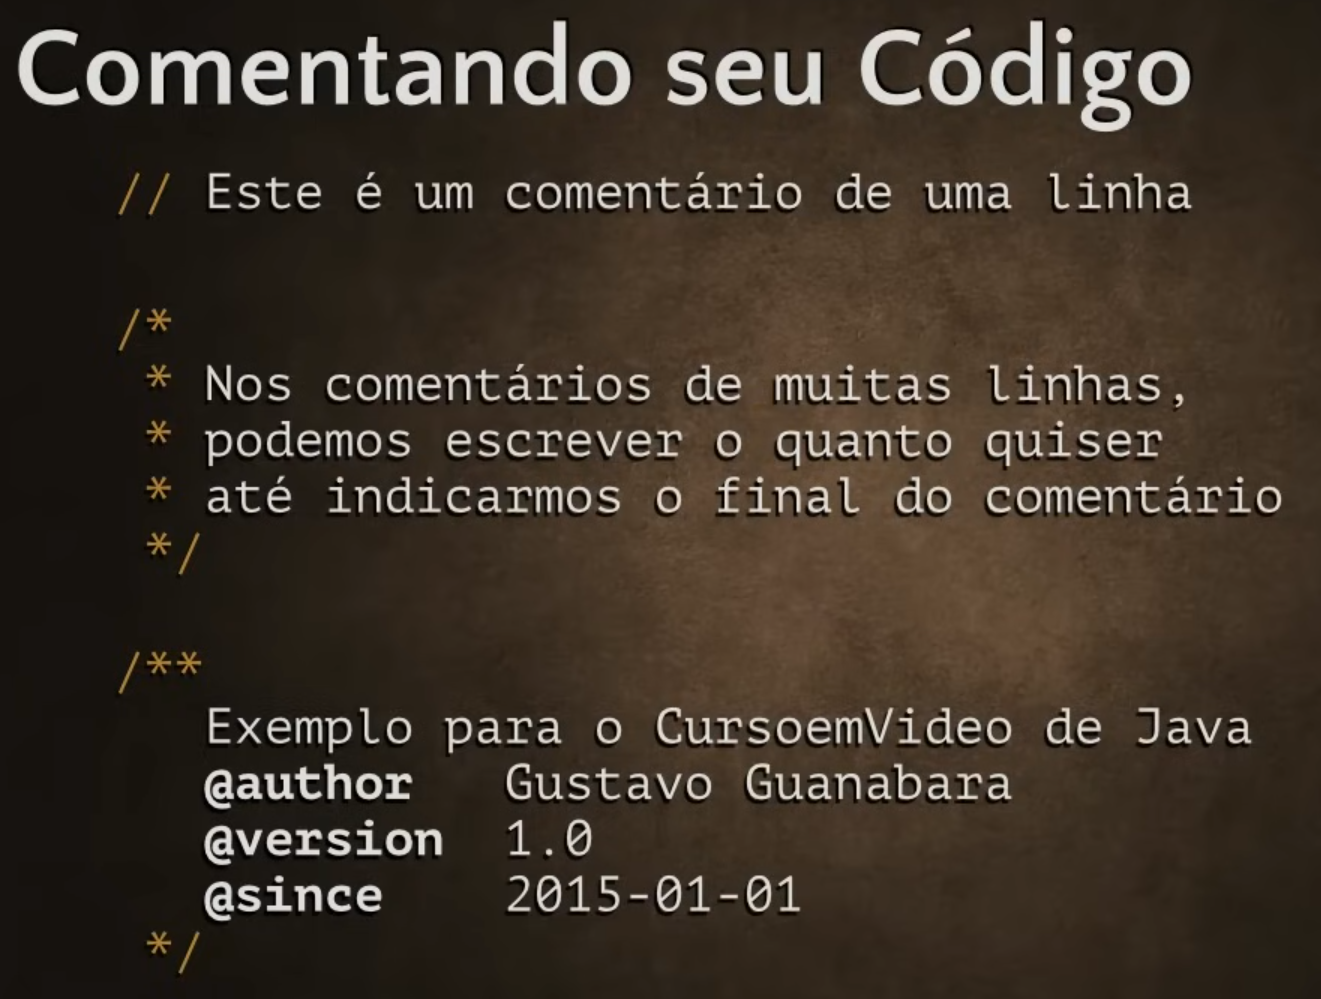 Comentando seu Código
// Este é um comentário de uma linha
/*
* Nos comentários de muitas linhas,
* podemos escrever o quanto quiser
* até indicarmos o final do comentário
*/
/**
Exemplo para o CursoemVideo de Java
@author Gustavo Guanabara
@version 1.0
@since 2015-01-01
*/